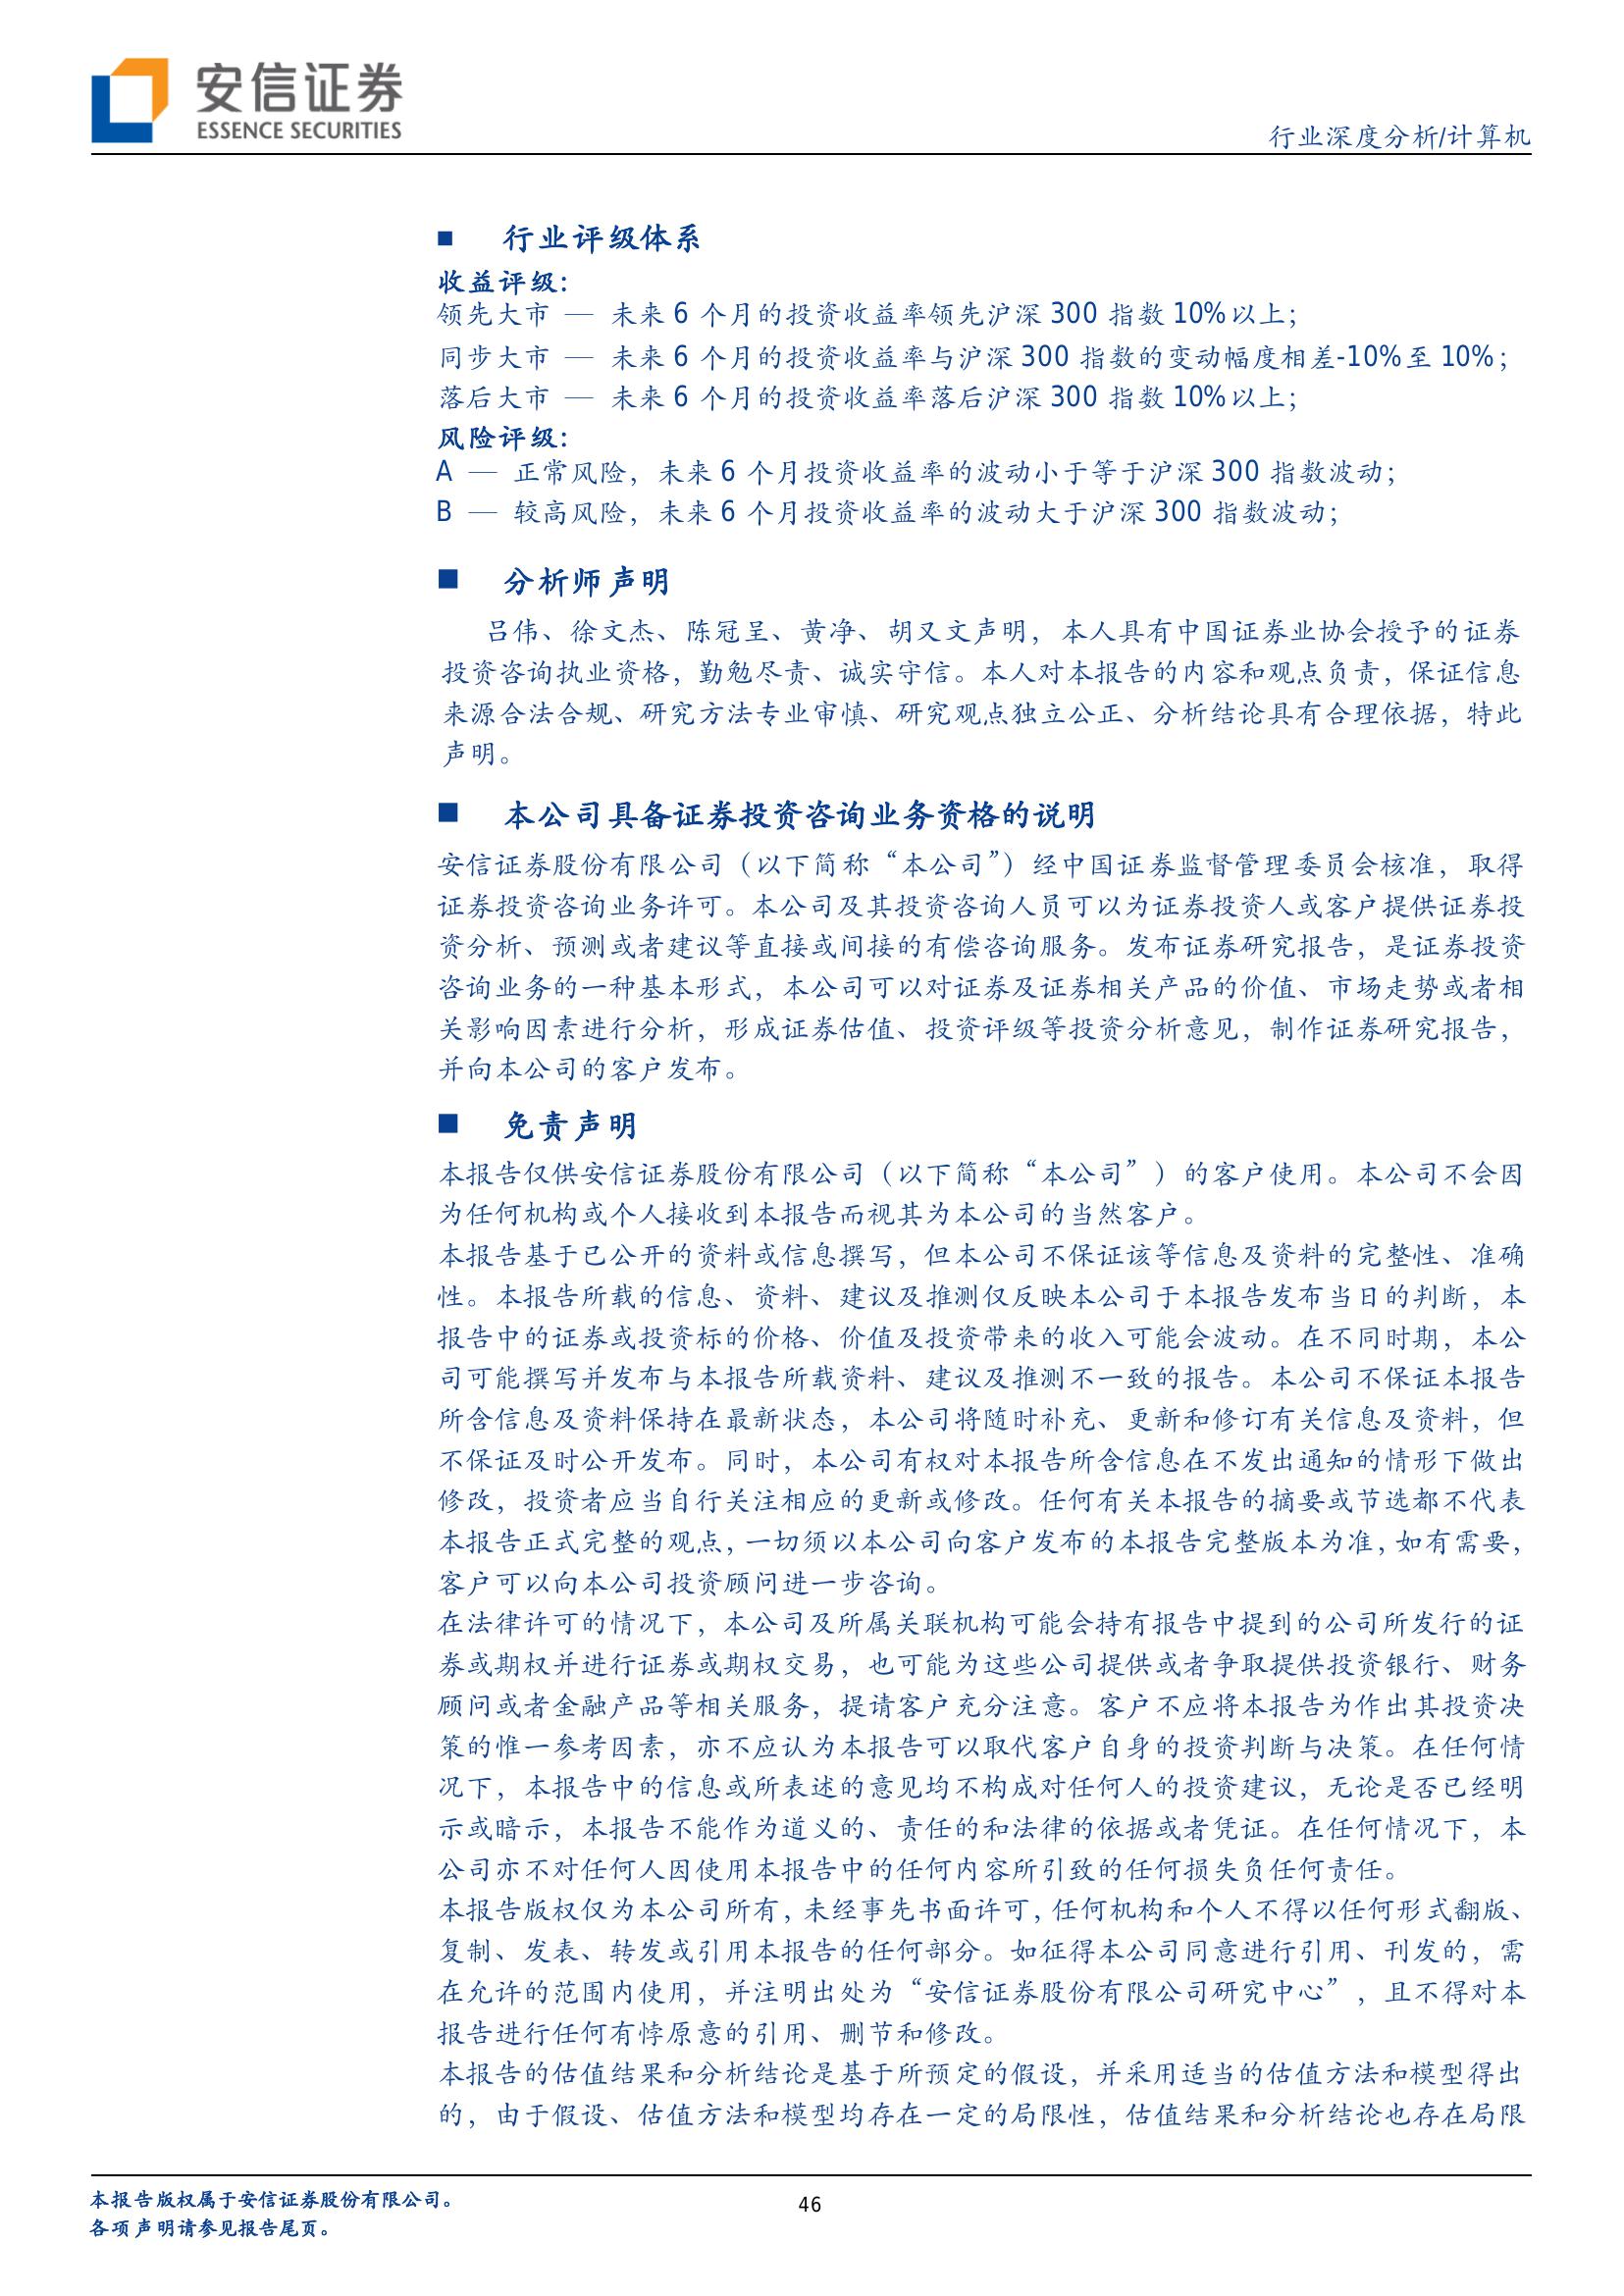 安信证券
ESSENCE SECURITIES
行业深度分析/计算机
■ 行业评级体系
收益评级：
领先大市 — 未来 6 个月的投资收益率领先沪深 300 指数 10%以上；
同步大市 — 未来 6 个月的投资收益率与沪深 300 指数的变动幅度相差-10%至 10%；
落后大市 — 未来 6 个月的投资收益率落后沪深 300 指数 10%以上；
风险评级：
A — 正常风险，未来 6 个月投资收益率的波动小于等于沪深 300 指数波动；
B — 较高风险，未来 6 个月投资收益率的波动大于沪深 300 指数波动；
■ 分析师声明
吕伟、徐文杰、陈冠呈、黄净、胡又文声明，本人具有中国证券业协会授予的证券
投资咨询执业资格，勤勉尽责、诚实守信。本人对本报告的内容和观点负责，保证信息
来源合法合规、研究方法专业审慎、研究观点独立公正、分析结论具有合理依据，特此
声明。
■ 本公司具备证券投资咨询业务资格的说明
安信证券股份有限公司（以下简称“本公司”）经中国证券监督管理委员会核准，取得
证券投资咨询业务许可。本公司及其投资咨询人员可以为证券投资人或客户提供证券投
资分析、预测或者建议等直接或间接的有偿咨询服务。发布证券研究报告，是证券投资
咨询业务的一种基本形式，本公司可以对证券及证券相关产品的价值、市场走势或者相
关影响因素进行分析，形成证券估值、投资评级等投资分析意见，制作证券研究报告，
并向本公司的客户发布。
■ 免责声明
本报告仅供安信证券股份有限公司（以下简称“本公司”）的客户使用。本公司不会因
为任何机构或个人接收到本报告而视其为本公司的当然客户。
本报告基于已公开的资料或信息撰写，但本公司不保证该等信息及资料的完整性、准确
性。本报告所载的信息、资料、建议及推测仅反映本公司于本报告发布当日的判断，本
报告中的证券或投资标的价格、价值及投资带来的收入可能会波动。在不同时期，本公
司可能撰写并发布与本报告所载资料、建议及推测不一致的报告。本公司不保证本报告
所含信息及资料保持在最新状态，本公司将随时补充、更新和修订有关信息及资料，但
不保证及时公开发布。同时，本公司有权对本报告所含信息在不发出通知的情形下做出
修改，投资者应当自行关注相应的更新或修改。任何有关本报告的摘要或节选都不代表
本报告正式完整的观点，一切须以本公司向客户发布的本报告完整版本为准，如有需要，
客户可以向本公司投资顾问进一步咨询。
在法律许可的情况下，本公司及所属关联机构可能会持有报告中提到的公司所发行的证
券或期权并进行证券或期权交易，也可能为这些公司提供或者争取提供投资银行、财务
顾问或者金融产品等相关服务，提请客户充分注意。客户不应将本报告为作出其投资决
策的惟一参考因素，亦不应认为本报告可以取代客户自身的投资判断与决策。在任何情
况下，本报告中的信息或所表述的意见均不构成对任何人的投资建议，无论是否已经明
示或暗示，本报告不能作为道义的、责任的和法律的依据或者凭证。在任何情况下，本
公司亦不对任何人因使用本报告中的任何内容所引致的任何损失负任何责任。
本报告版权仅为本公司所有，未经事先书面许可，任何机构和个人不得以任何形式翻版、
复制、发表、转发或引用本报告的任何部分。如征得本公司同意进行引用、刊发的，需
在允许的范围内使用，并注明出处为“安信证券股份有限公司研究中心”，且不得对本
报告进行任何有悖原意的引用、删节和修改。
本报告的估值结果和分析结论是基于所预定的假设，并采用适当的估值方法和模型得出
的，由于假设、估值方法和模型均存在一定的局限性，估值结果和分析结论也存在局限
本报告版权属于安信证券股份有限公司。
46
各项声明请参见报告尾页。